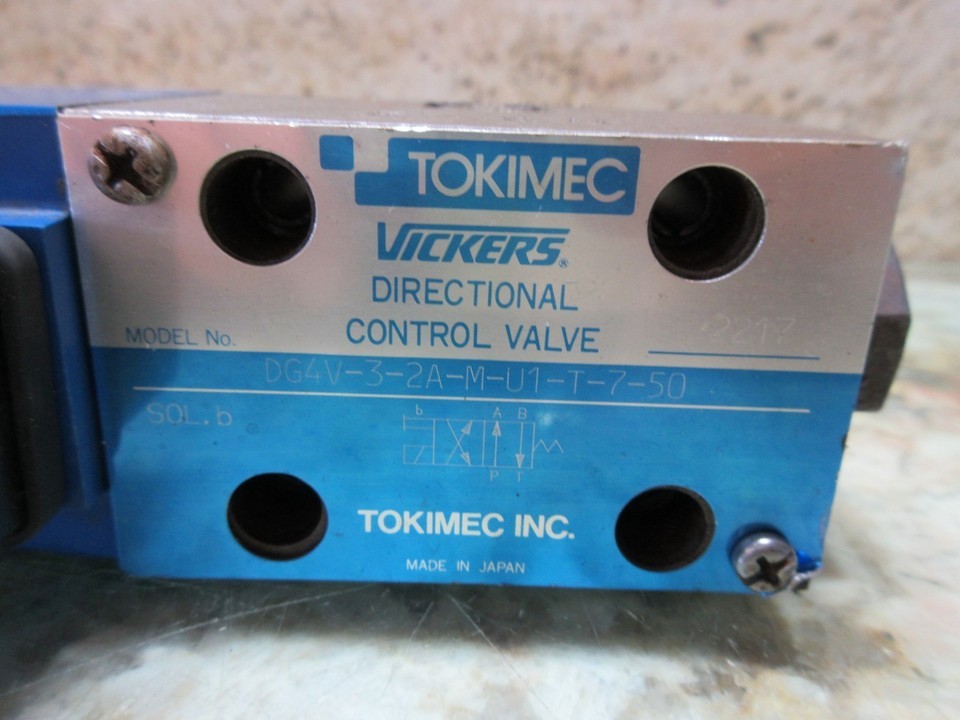 TOKIMEC
VICKERS®
DIRECTIONAL
CONTROL VALVE
MODEL No.
DG4V-3-2A-M-U1-T-7-50
SOL.b
b A B
P T
TOKIMEC INC.
MADE IN JAPAN